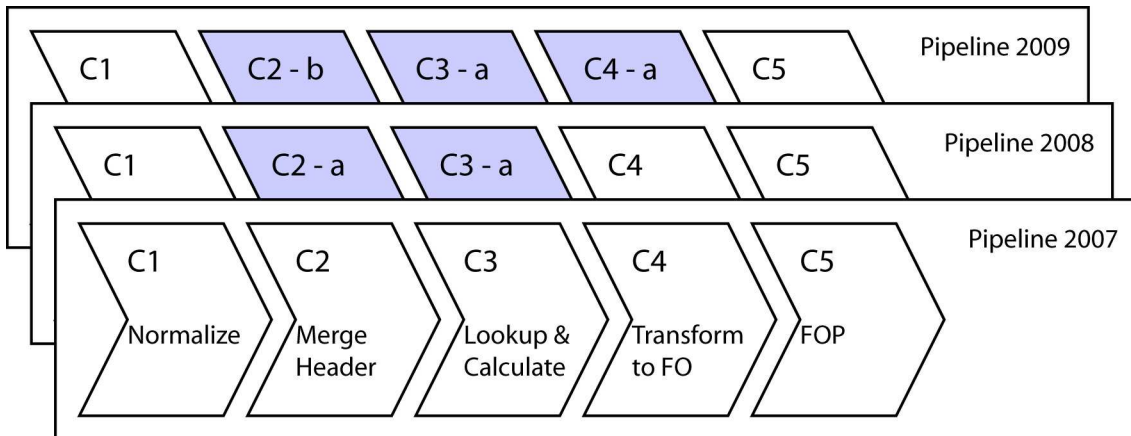 C1 C2 - b C3 - a C4 - a C5 Pipeline 2009
C1 C2 - a C3 - a C4 C5 Pipeline 2008
Pipeline 2007
C1 C2 C3 C4 C5
Normalize Merge Lookup & Transform FOP
Header Calculate to FO